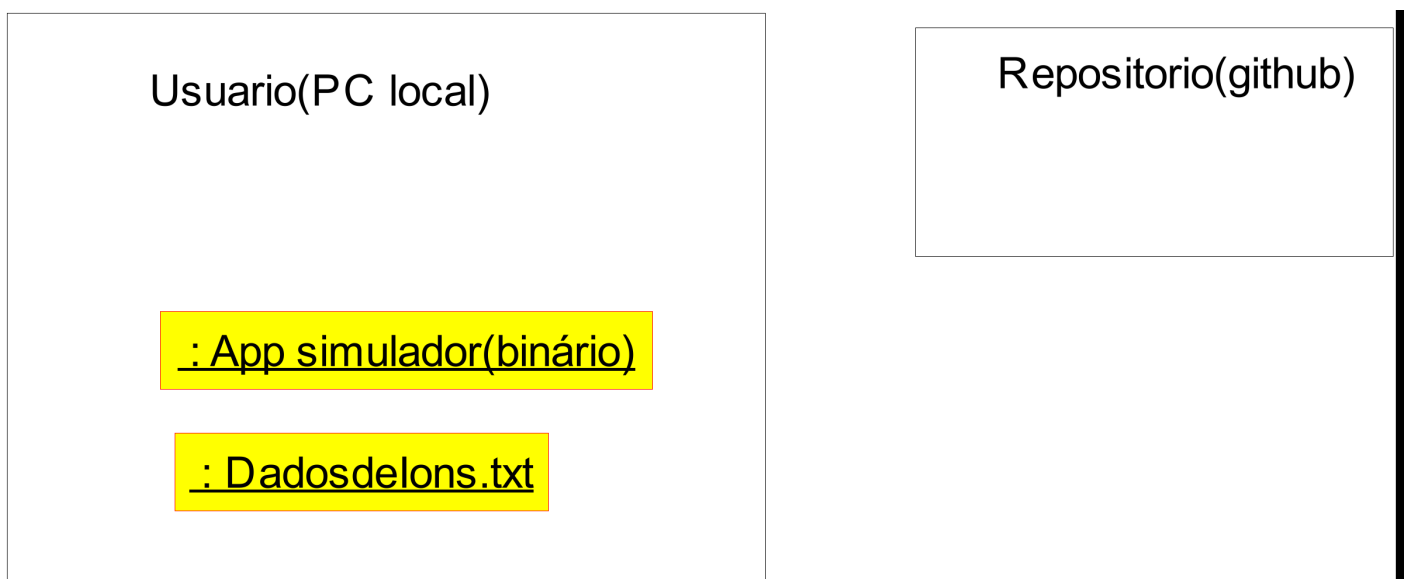 Usuario(PC local)
Repositorio(github)
: App simulador(binário)
: DadosdeIons.txt